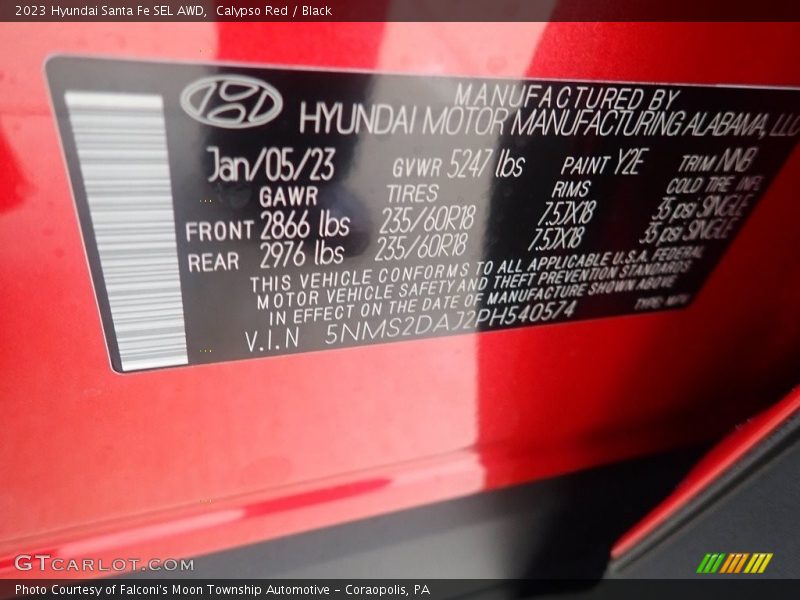 2023 Hyundai Santa Fe SEL AWD, Calypso Red / Black
MANUFACTURED BY
HYUNDAI MOTOR MANUFACTURING ALABAMA, LLC
Jan/05/23 GVWR 5247 lbs PAINT Y2E TRIM NNB
GAWR TIRES RIMS COLD TIRE INFL
FRONT 2866 lbs 235/60R18 7.5JX18 35 psi SINGLE
REAR 2976 lbs 235/60R18 7.5JX18 35 psi SINGLE
THIS VEHICLE CONFORMS TO ALL APPLICABLE U.S.A. FEDERAL
MOTOR VEHICLE SAFETY AND THEFT PREVENTION STANDARDS
IN EFFECT ON THE DATE OF MANUFACTURE SHOWN ABOVE
V.I.N 5NMS2DAJ2PH540574 TYPE: MPV
GTCARLOT.COM
Photo Courtesy of Falconi's Moon Township Automotive - Coraopolis, PA